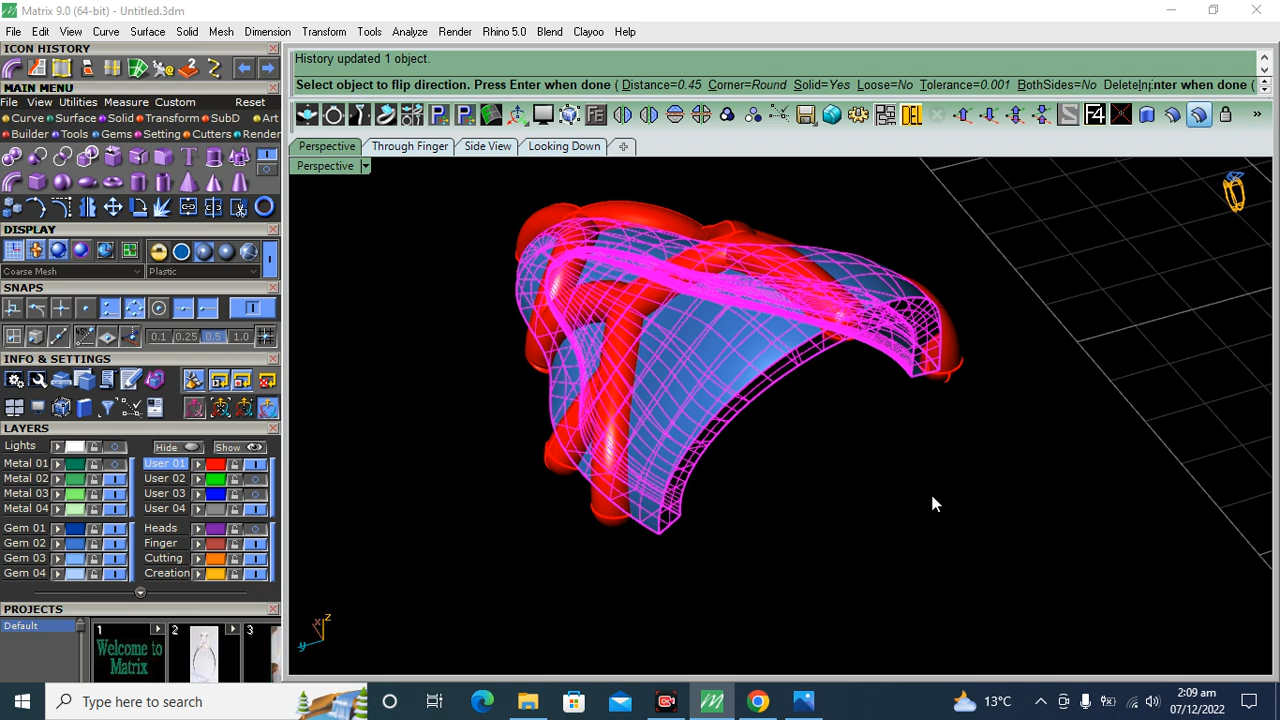 Matrix 9.0 (64-bit) - Untitled.3dm
File Edit View Curve Surface Solid Mesh Dimension Transform Tools Analyze Render Rhino 5.0 Blend Clayoo Help
ICON HISTORY
History updated 1 object.
MAIN MENU
Select object to flip direction. Press Enter when done ( Distance=0.45 Corner=Round Solid=Yes Loose=No Tolerance=0.001 BothSides=No
File View Utilities Measure Custom Reset
Curve Surface Solid Transform SubD Art
Builder Tools Gems Setting Cutters Render
F4
Perspective Through Finger Side View Looking Down
Perspective
DISPLAY
Coarse Mesh Plastic
SNAPS
0.1 0.25 0.5 1.0
INFO & SETTINGS
LAYERS
Lights Hide Show
Metal 01 User 01
Metal 02 User 02
Metal 03 User 03
Metal 04 User 04
Gem 01 Heads
Gem 02 Finger
Gem 03 Cutting
Gem 04 Creation
PROJECTS
Default
1 2 3
Welcome to
Matrix
z
x
y
Type here to search
13°C
2:09 am
07/12/2022